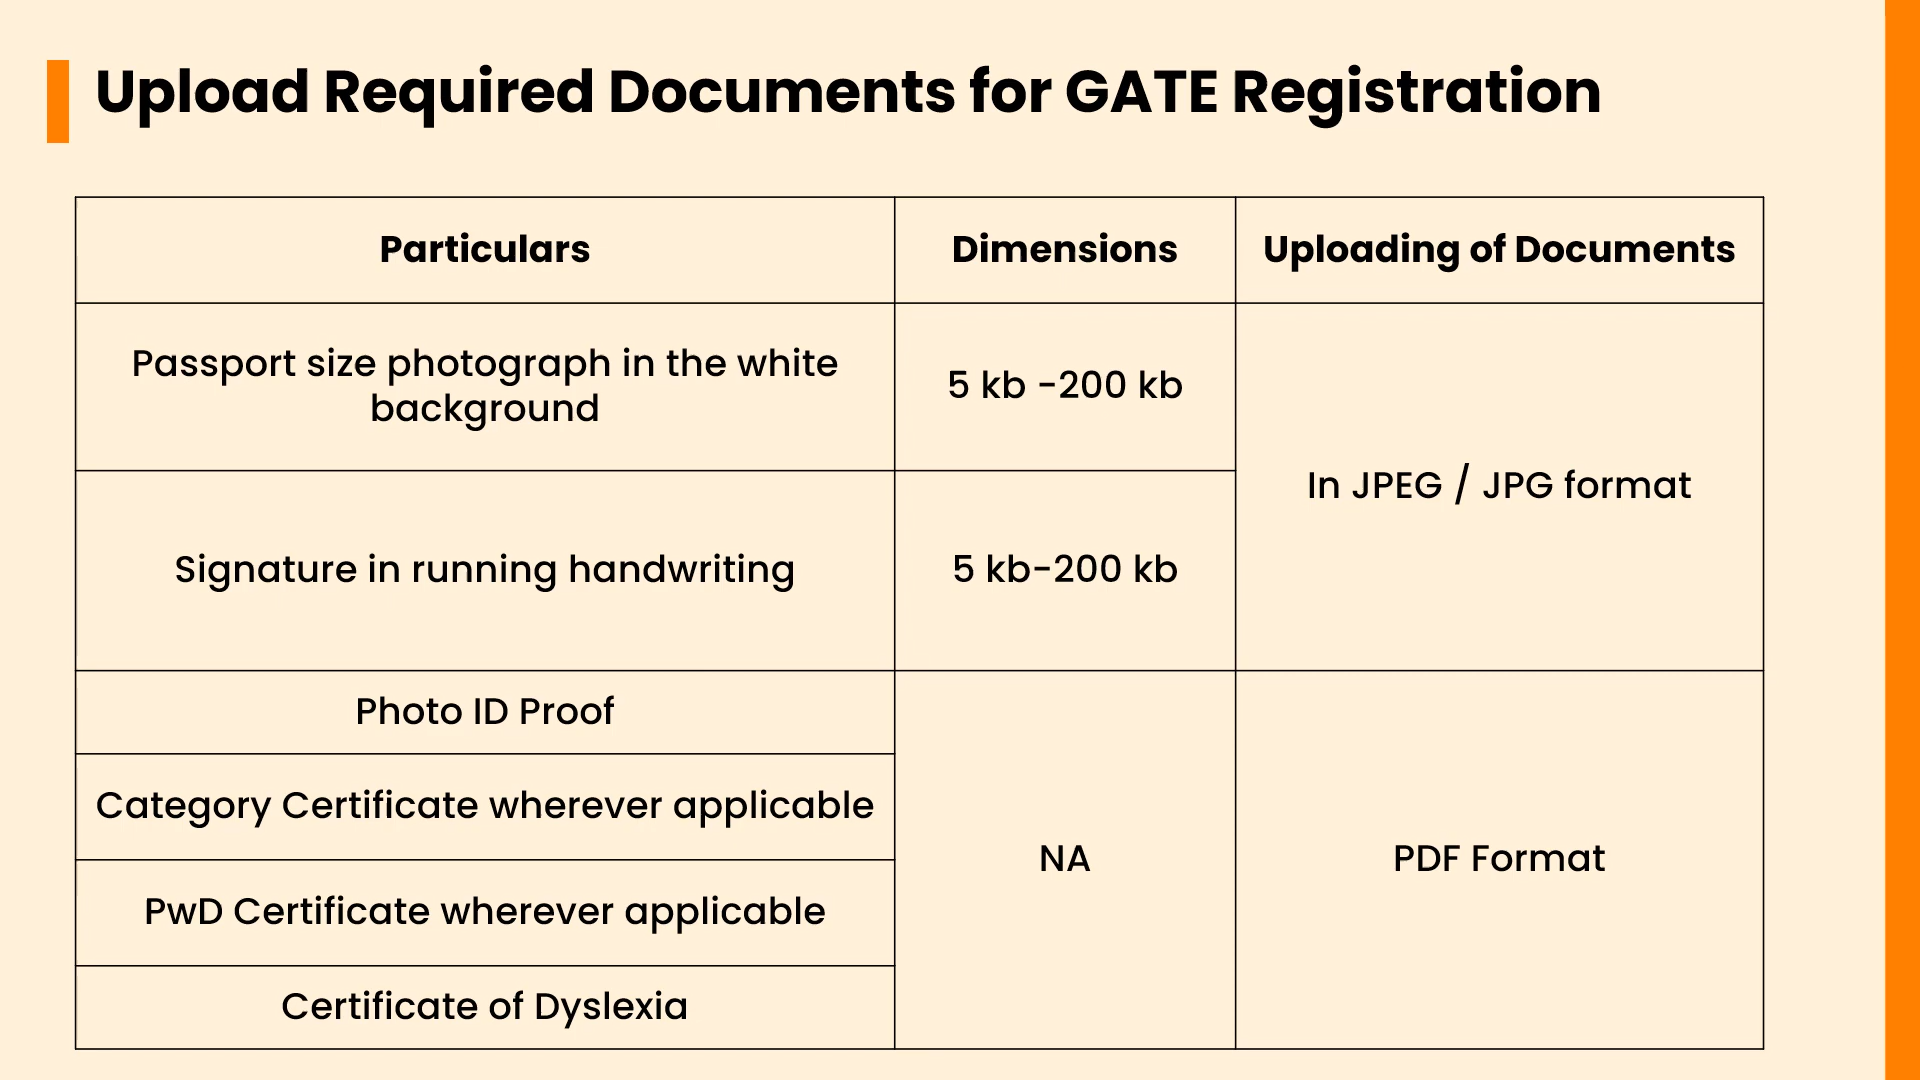 Upload Required Documents for GATE Registration
Particulars
Dimensions
Uploading of Documents
Passport size photograph in the white
background
5 kb -200 kb
In JPEG / JPG format
Signature in running handwriting
5 kb-200 kb
Photo ID Proof
Category Certificate wherever applicable
PwD Certificate wherever applicable
Certificate of Dyslexia
NA
PDF Format